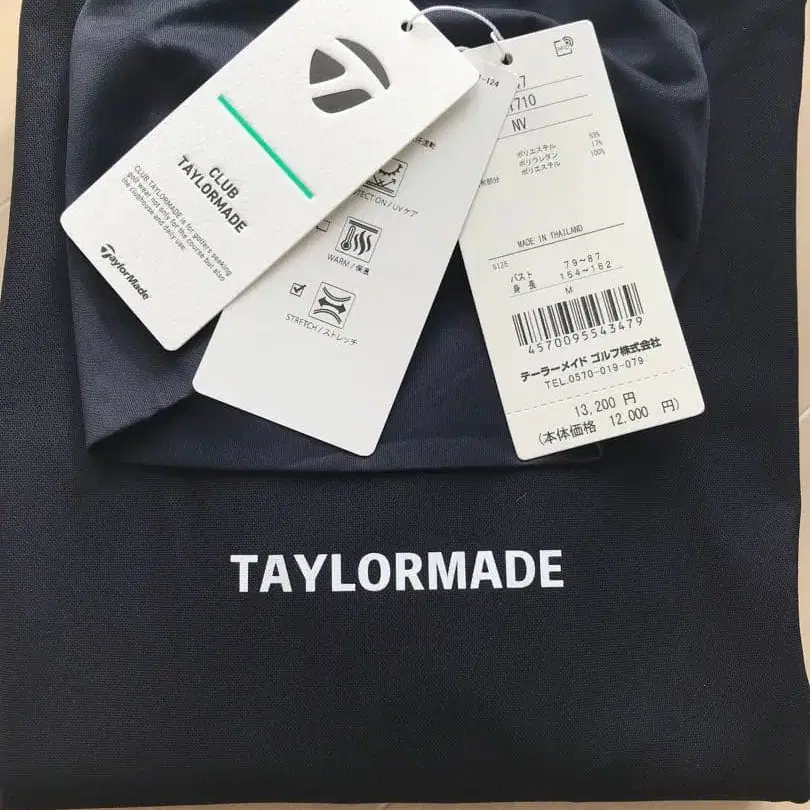 CLUB
TAYLORMADE
CLUB TAYLORMADE is for golfers seeking
golf wear not only for the course but also
the clubhouse and daily use.
TaylorMade
UVケア
WARM / 保温
STRETCH / ストレッチ
-124
710
NV
ポリエステル
ポリウレタン 17%
ポリエステル 100%
部分
MADE IN THAILAND
SIZE
バスト 79~87
身長 154~162
M
4570095543479
テーラーメイド ゴルフ株式会社
TEL.0570-019-079
13,200 円
(本体価格 12,000 円)
TAYLORMADE